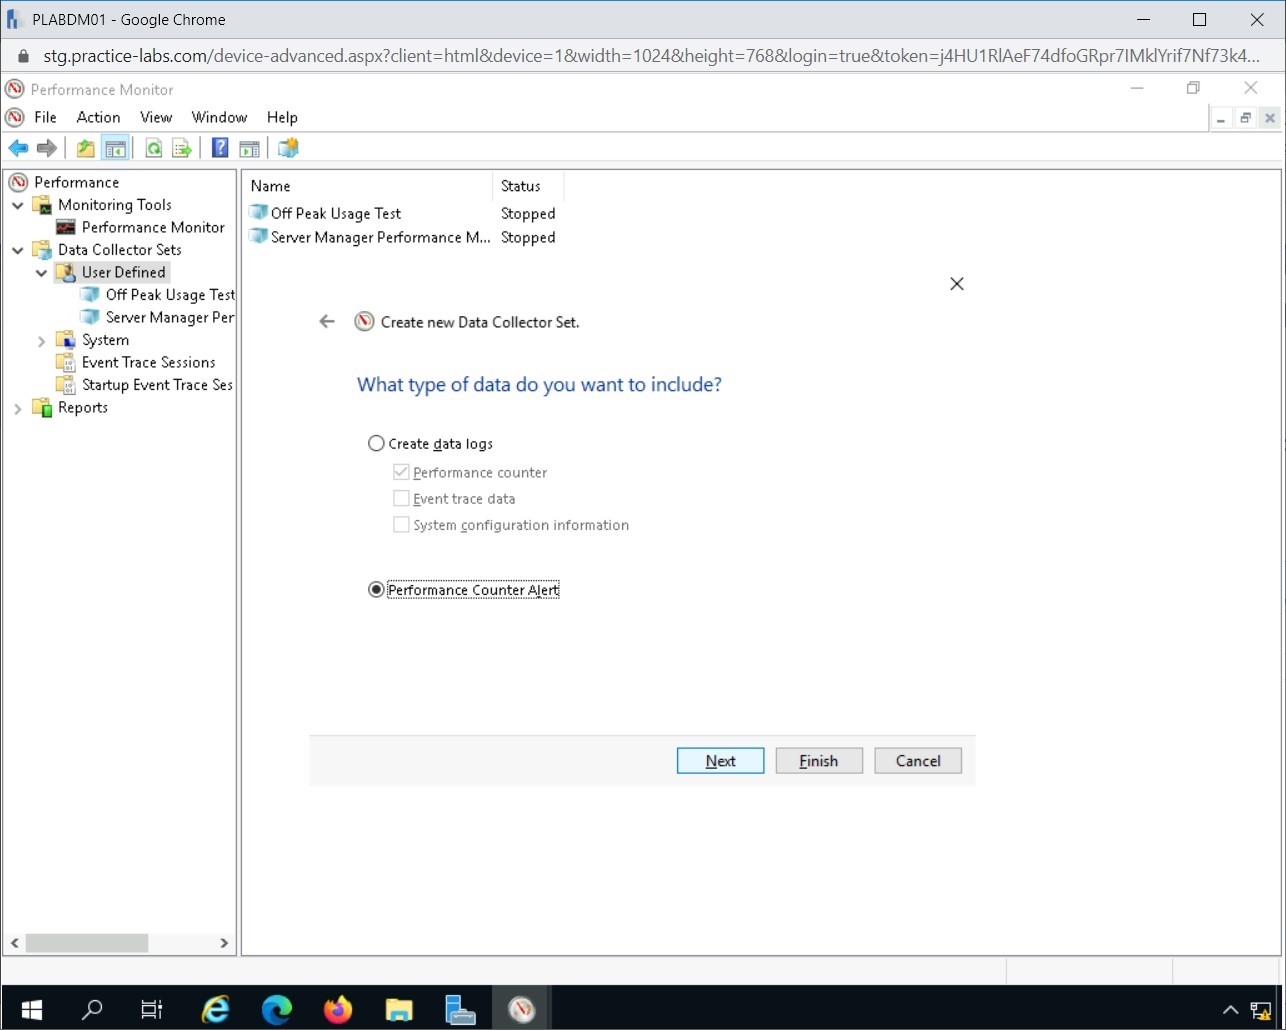 PLABDM01 - Google Chrome
stg.practice-labs.com/device-advanced.aspx?client=html&device=1&width=1024&height=768&login=true&token=j4HU1RlAeF74dfoGRpr7IMklYrif7Nf73k4...
Performance Monitor
File Action View Window Help
Performance
Monitoring Tools
Performance Monitor
Data Collector Sets
User Defined
Off Peak Usage Test
Server Manager Per
System
Event Trace Sessions
Startup Event Trace Ses
Reports
Name Status
Off Peak Usage Test Stopped
Server Manager Performance M... Stopped
Create new Data Collector Set.
What type of data do you want to include?
Create data logs
Performance counter
Event trace data
System configuration information
Performance Counter Alert
Next Finish Cancel